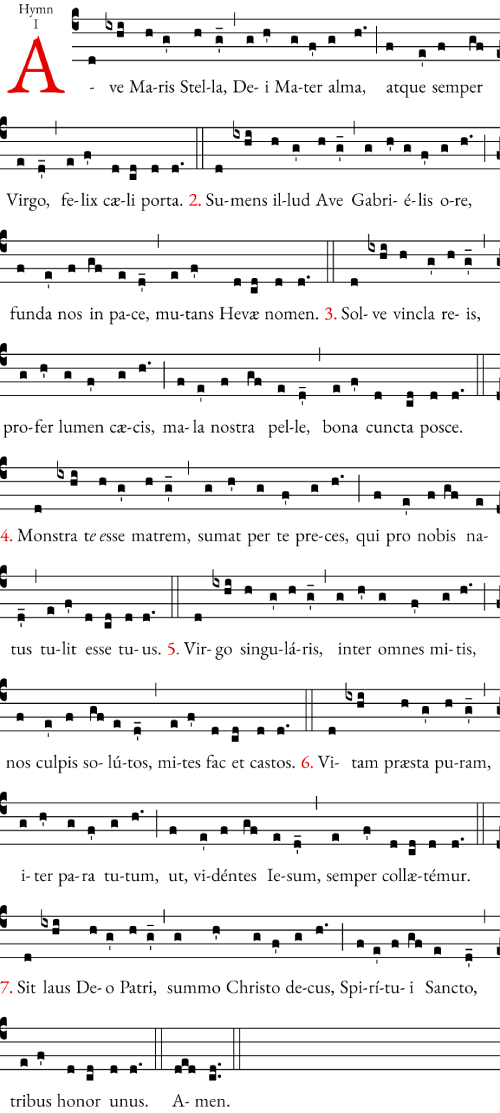 Hymn
I
A - ve Ma-ris Stel-la, De- i Ma-ter alma, atque semper
Virgo, fe-lix cæ-li porta. 2. Su-mens il-lud Ave Gabri- é-lis o-re,
funda nos in pa-ce, mu-tans Hevæ nomen. 3. Sol- ve vincla re- is,
pro-fer lumen cæ-cis, ma-la nostra pel-le, bona cuncta posce.
4. Monstra te esse matrem, sumat per te pre-ces, qui pro nobis na-
tus tu-lit esse tu-us. 5. Vir-go singu-lá-ris, inter omnes mi-tis,
nos culpis so- lú-tos, mi-tes fac et castos. 6. Vi- tam præsta pu-ram,
i-ter pa-ra tu-tum, ut, vi-déntes Ie-sum, semper collæ-témur.
7. Sit laus De- o Patri, summo Christo de-cus, Spi-rí-tu- i Sancto,
tribus honor unus. A- men.